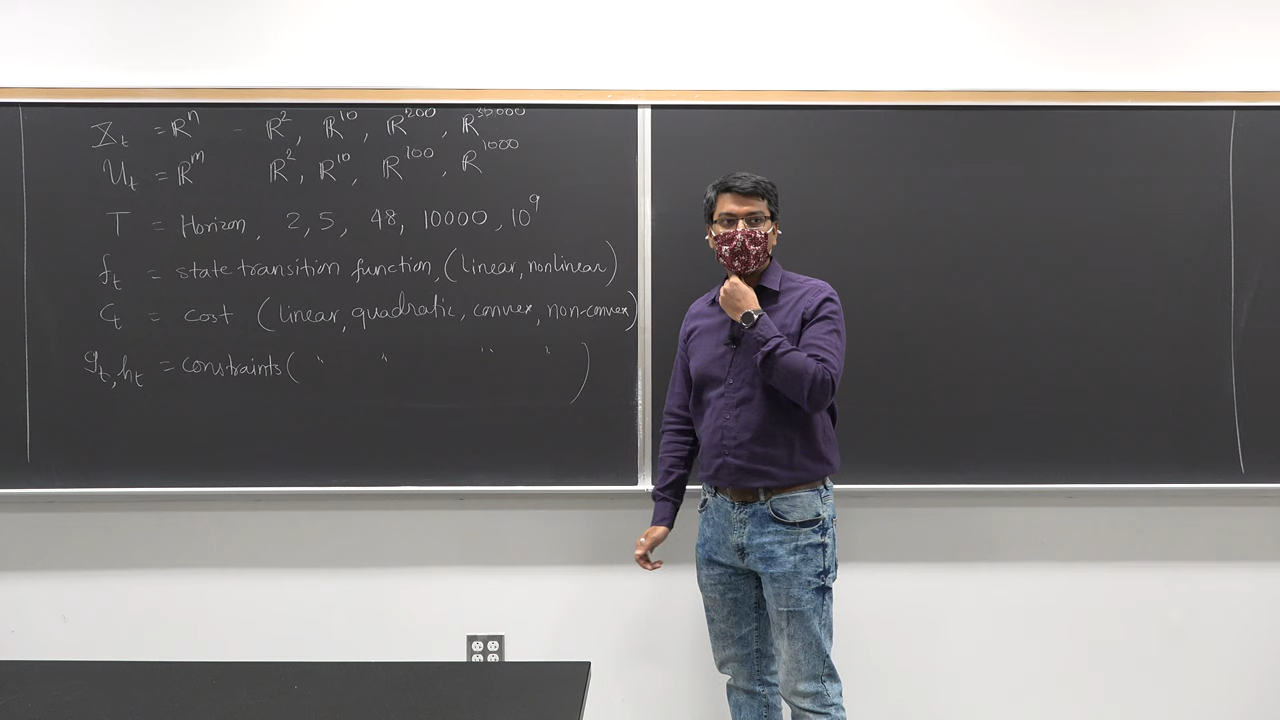 X_t = ℝ^n - ℝ^2, ℝ^10, ℝ^200, ℝ^30000
U_t = ℝ^m ℝ^2, ℝ^10, ℝ^100, ℝ^1000
T = Horizon, 2, 5, 48, 10000, 10^9
f_t = state transition function, (linear, nonlinear)
C_t = cost (linear, quadratic, convex, non-convex)
g_t, h_t = constraints ( " " " " )